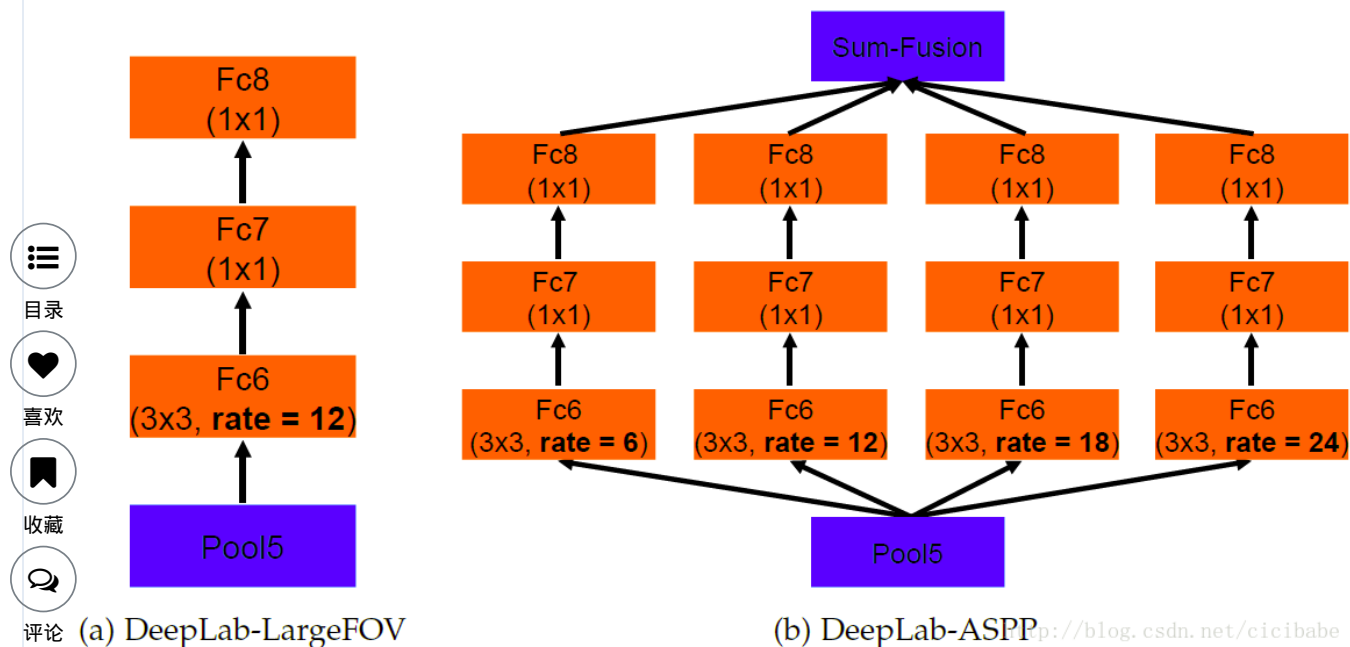 目录
喜欢
收藏
评论
Fc8
(1x1)
Fc7
(1x1)
Fc6
(3x3, rate = 12)
Pool5
(a) DeepLab-LargeFOV
Sum-Fusion
Fc8
(1x1)
Fc8
(1x1)
Fc8
(1x1)
Fc8
(1x1)
Fc7
(1x1)
Fc7
(1x1)
Fc7
(1x1)
Fc7
(1x1)
Fc6
(3x3, rate = 6)
Fc6
(3x3, rate = 12)
Fc6
(3x3, rate = 18)
Fc6
(3x3, rate = 24)
Pool5
(b) DeepLab-ASPP
http://blog.csdn.net/cicibabe